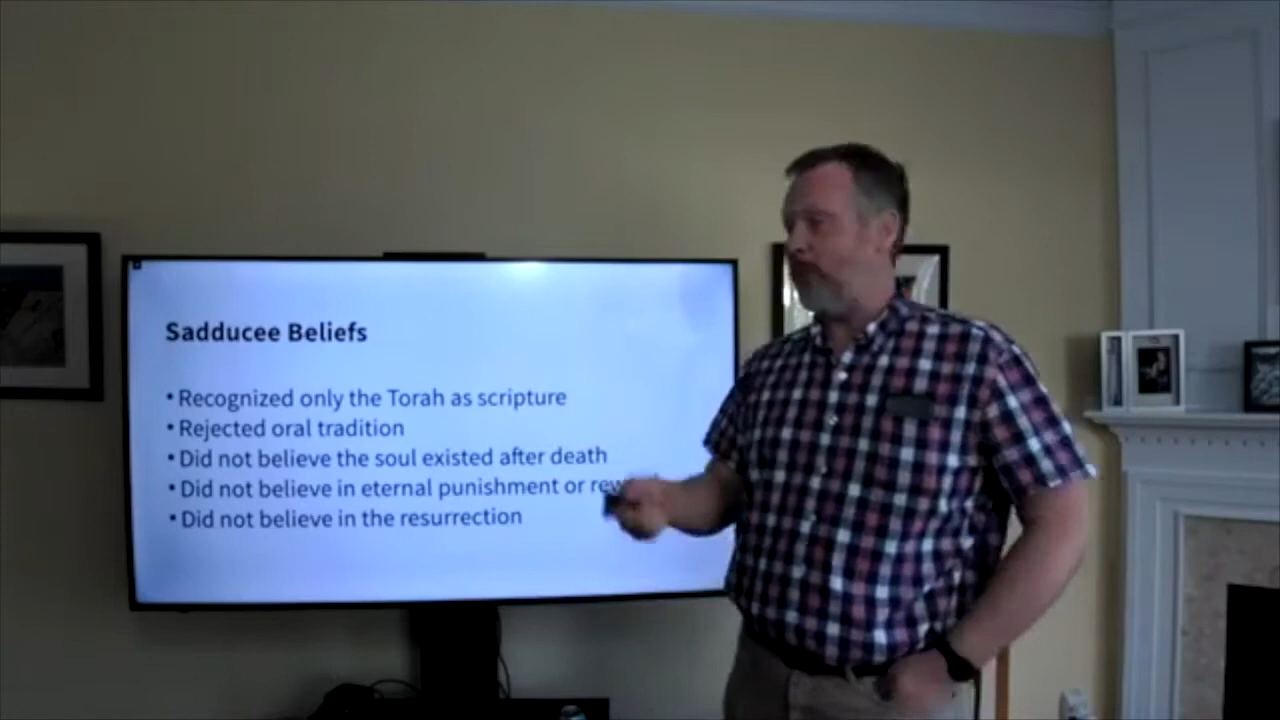 Sadducee Beliefs
• Recognized only the Torah as scripture
• Rejected oral tradition
• Did not believe the soul existed after death
• Did not believe in eternal punishment or
• Did not believe in the resurrection